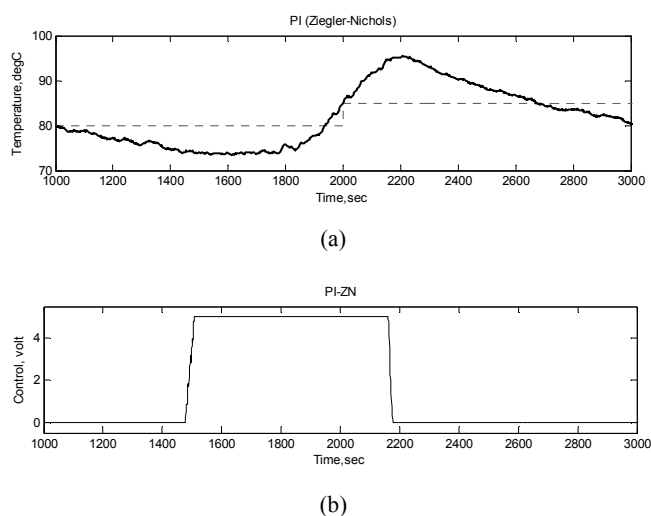 PI (Ziegler-Nichols)
100
90
80
70
Temperature,degC
1000 1200 1400 1600 1800 2000 2200 2400 2600 2800 3000
Time,sec
(a)
PI-ZN
4
2
0
Control, volt
1000 1200 1400 1600 1800 2000 2200 2400 2600 2800 3000
Time,sec
(b)